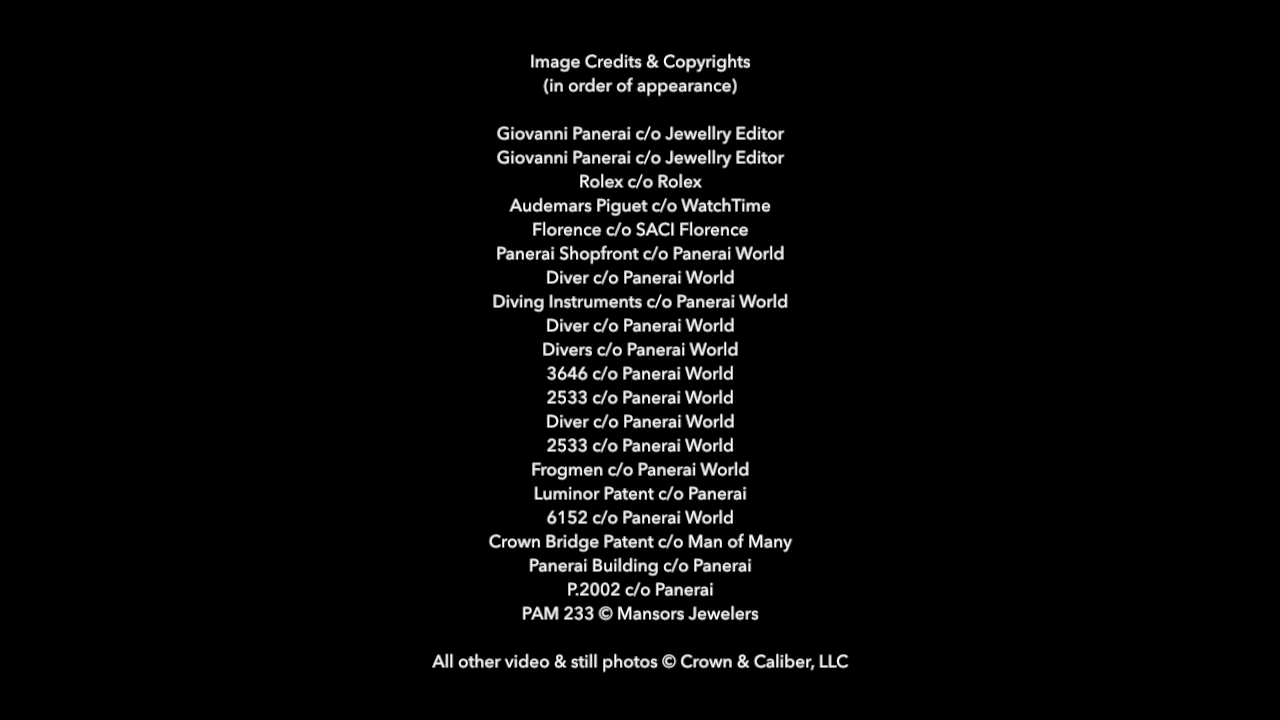 Image Credits & Copyrights
(in order of appearance)
Giovanni Panerai c/o Jewellry Editor
Giovanni Panerai c/o Jewellry Editor
Rolex c/o Rolex
Audemars Piguet c/o WatchTime
Florence c/o SACI Florence
Panerai Shopfront c/o Panerai World
Diver c/o Panerai World
Diving Instruments c/o Panerai World
Diver c/o Panerai World
Divers c/o Panerai World
3646 c/o Panerai World
2533 c/o Panerai World
Diver c/o Panerai World
2533 c/o Panerai World
Frogmen c/o Panerai World
Luminor Patent c/o Panerai
6152 c/o Panerai World
Crown Bridge Patent c/o Man of Many
Panerai Building c/o Panerai
P.2002 c/o Panerai
PAM 233 © Mansors Jewelers
All other video & still photos © Crown & Caliber, LLC